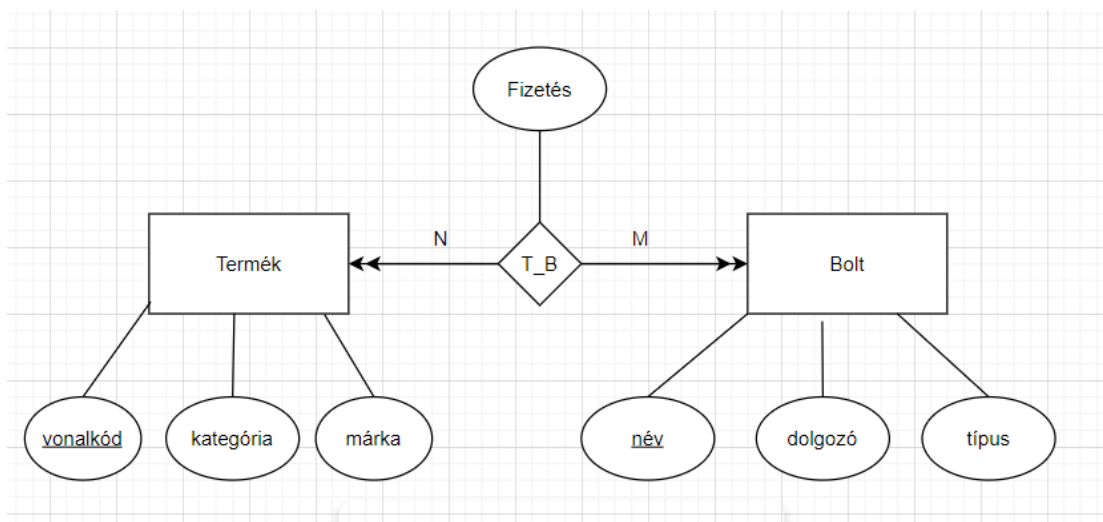 Fizetés
N
M
Termék
T_B
Bolt
vonalkód
kategória
márka
név
dolgozó
típus